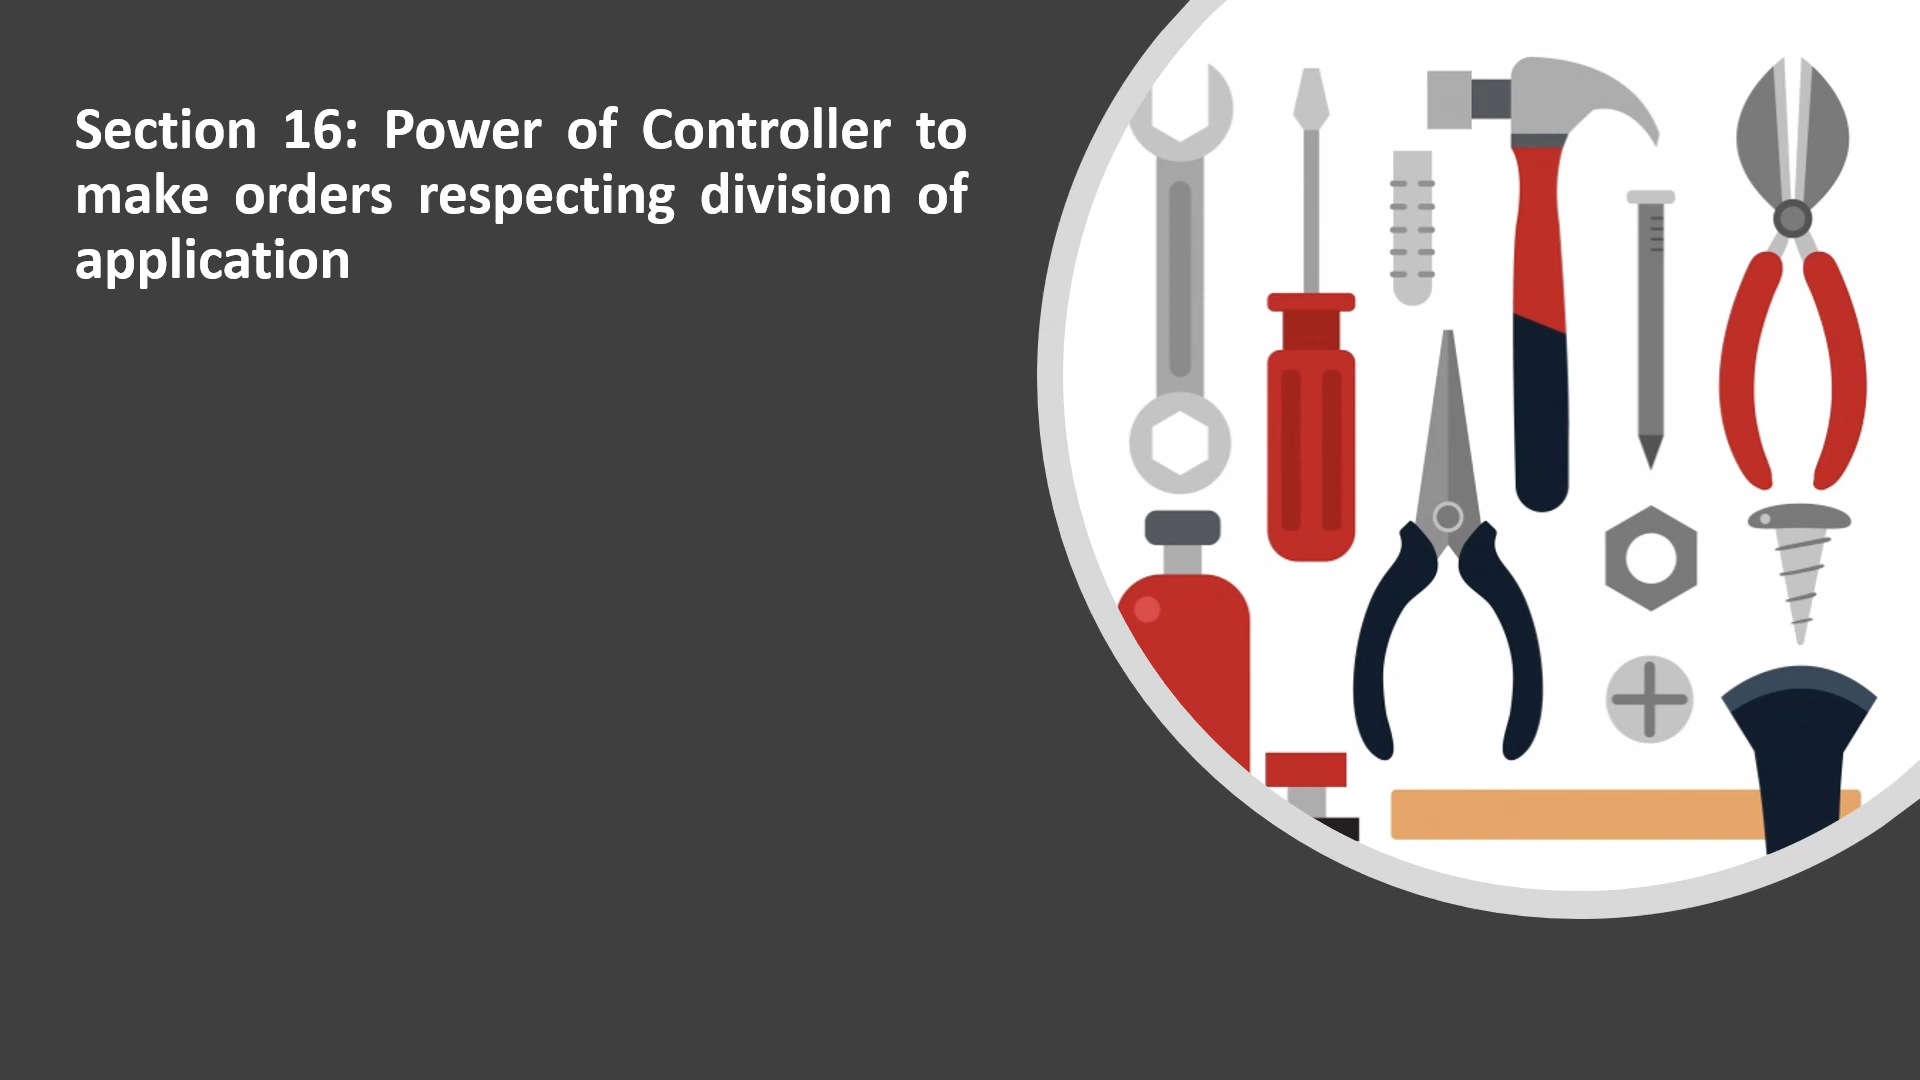 Section 16: Power of Controller to
make orders respecting division of
application